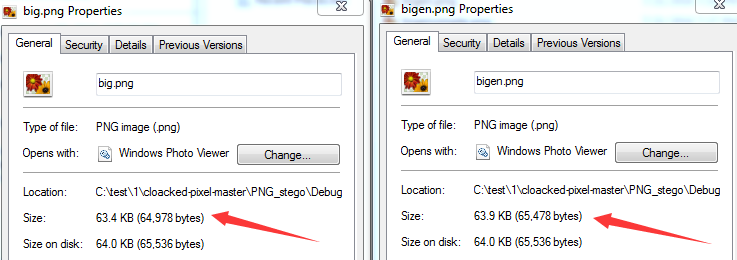 big.png Properties
General Security Details Previous Versions
big.png
Type of file: PNG image (.png)
Opens with: Windows Photo Viewer Change...
Location: C:\test\1\cloacked-pixel-master\PNG_stego\Debug
Size: 63.4 KB (64,978 bytes)
Size on disk: 64.0 KB (65,536 bytes)
bigen.png Properties
General Security Details Previous Versions
bigen.png
Type of file: PNG image (.png)
Opens with: Windows Photo Viewer Change...
Location: C:\test\1\cloacked-pixel-master\PNG_stego\Debug
Size: 63.9 KB (65,478 bytes)
Size on disk: 64.0 KB (65,536 bytes)